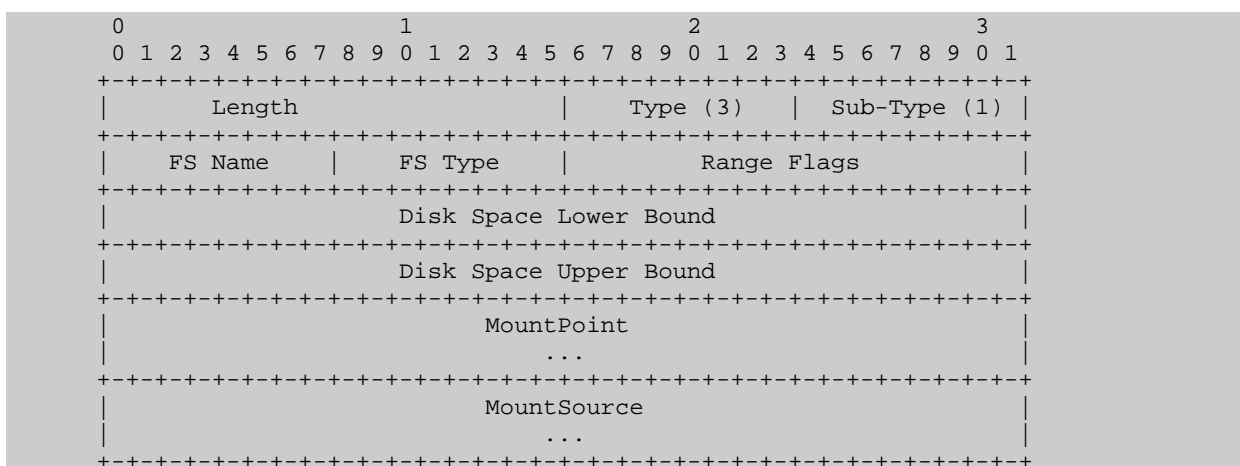 0                   1                   2                   3
 0 1 2 3 4 5 6 7 8 9 0 1 2 3 4 5 6 7 8 9 0 1 2 3 4 5 6 7 8 9 0 1
+-+-+-+-+-+-+-+-+-+-+-+-+-+-+-+-+-+-+-+-+-+-+-+-+-+-+-+-+-+-+-+-+
|       Length                  |    Type (3)   |  Sub-Type (1) |
+-+-+-+-+-+-+-+-+-+-+-+-+-+-+-+-+-+-+-+-+-+-+-+-+-+-+-+-+-+-+-+-+
|    FS Name    |    FS Type    |         Range Flags           |
+-+-+-+-+-+-+-+-+-+-+-+-+-+-+-+-+-+-+-+-+-+-+-+-+-+-+-+-+-+-+-+-+
|                    Disk Space Lower Bound                     |
+-+-+-+-+-+-+-+-+-+-+-+-+-+-+-+-+-+-+-+-+-+-+-+-+-+-+-+-+-+-+-+-+
|                    Disk Space Upper Bound                     |
+-+-+-+-+-+-+-+-+-+-+-+-+-+-+-+-+-+-+-+-+-+-+-+-+-+-+-+-+-+-+-+-+
|                          MountPoint                           |
|                              ...                              |
+-+-+-+-+-+-+-+-+-+-+-+-+-+-+-+-+-+-+-+-+-+-+-+-+-+-+-+-+-+-+-+-+
|                          MountSource                          |
|                              ...                              |
+-+-+-+-+-+-+-+-+-+-+-+-+-+-+-+-+-+-+-+-+-+-+-+-+-+-+-+-+-+-+-+-+